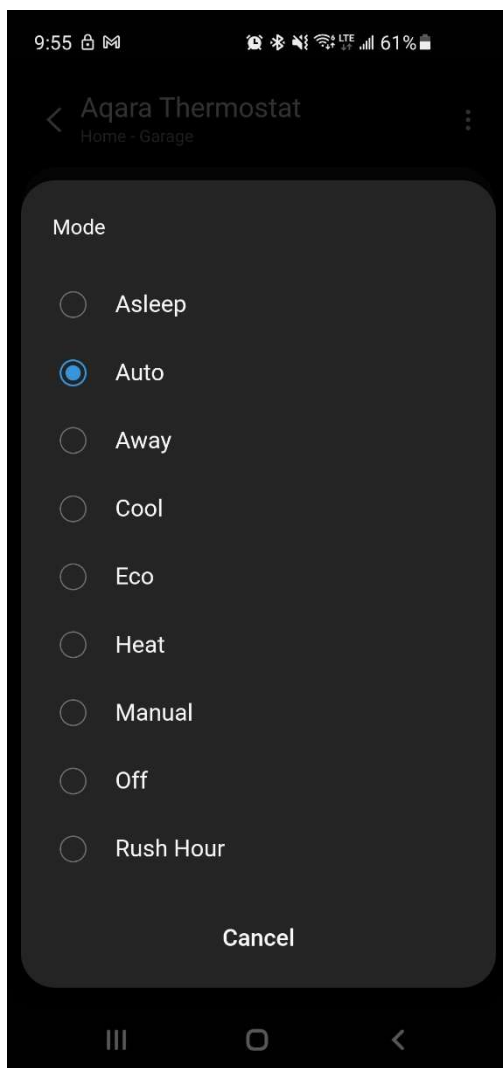 9:55 LTE 61%
Aqara Thermostat
Home - Garage
Mode
Asleep
Auto
Away
Cool
Eco
Heat
Manual
Off
Rush Hour
Cancel